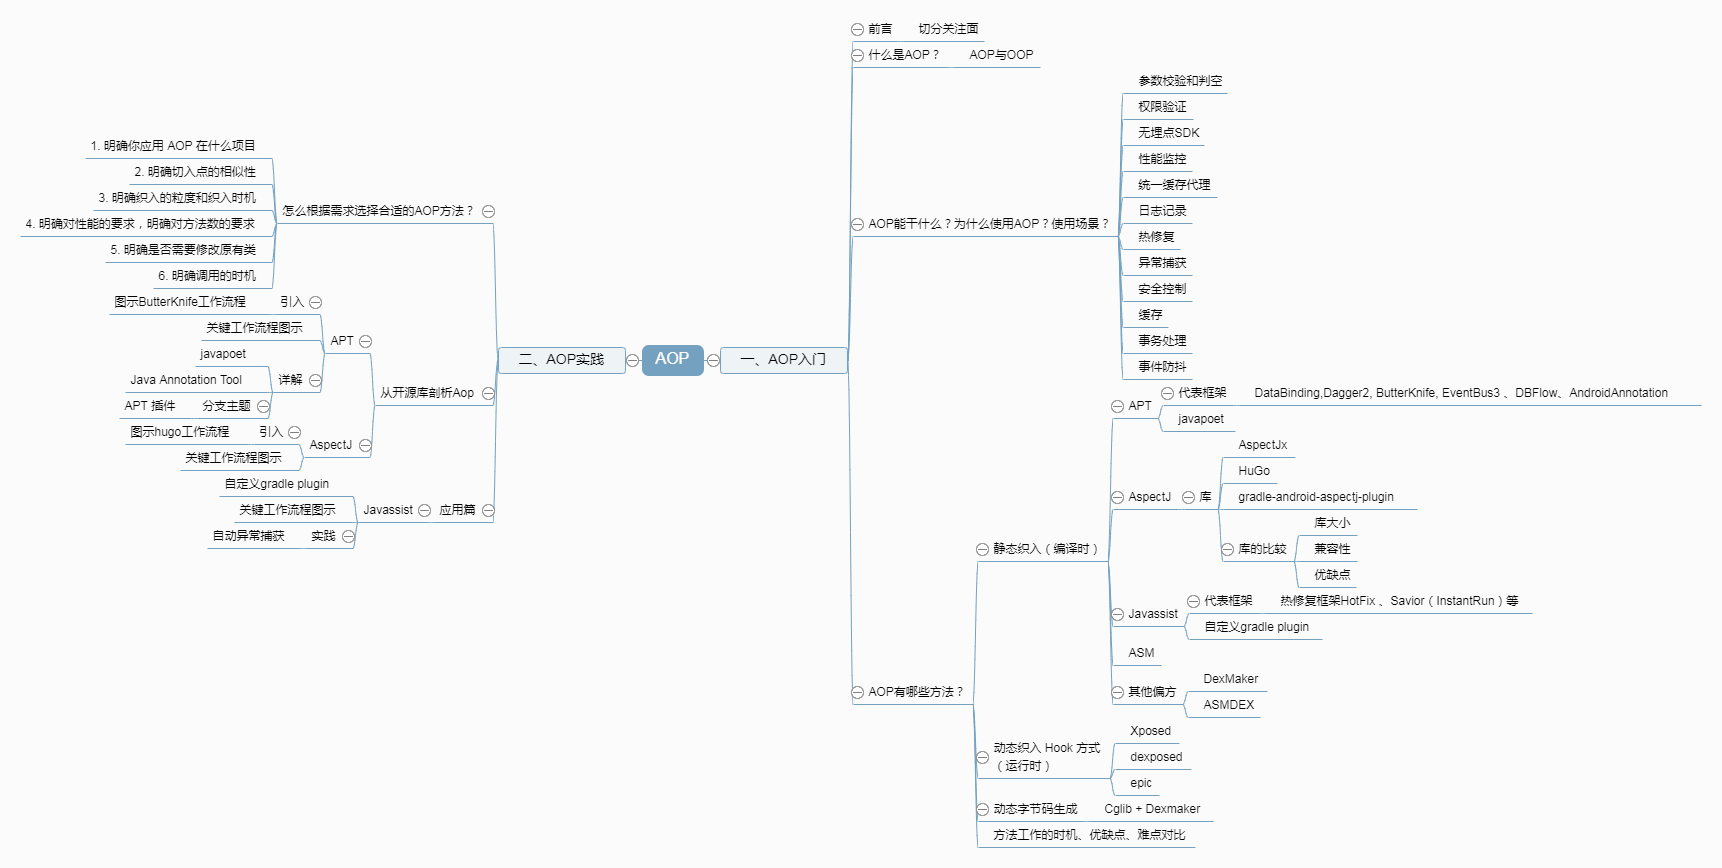 AOP
一、AOP入门
前言
切分关注面
什么是AOP？
AOP与OOP
AOP能干什么？为什么使用AOP？使用场景？
参数校验和判空
权限验证
无埋点SDK
性能监控
统一缓存代理
日志记录
热修复
异常捕获
安全控制
缓存
事务处理
事件防抖
AOP有哪些方法？
静态织入（编译时）
APT
代表框架
DataBinding,Dagger2, ButterKnife, EventBus3 、DBFlow、AndroidAnnotation
javapoet
AspectJ
库
AspectJx
HuGo
gradle-android-aspectj-plugin
库的比较
库大小
兼容性
优缺点
Javassist
代表框架
热修复框架HotFix 、Savior（InstantRun）等
自定义gradle plugin
ASM
其他偏方
DexMaker
ASMDEX
动态织入 Hook 方式
（运行时）
Xposed
dexposed
epic
动态字节码生成
Cglib + Dexmaker
方法工作的时机、优缺点、难点对比
二、AOP实践
怎么根据需求选择合适的AOP方法？
1. 明确你应用 AOP 在什么项目
2. 明确切入点的相似性
3. 明确织入的粒度和织入时机
4. 明确对性能的要求，明确对方法数的要求
5. 明确是否需要修改原有类
6. 明确调用的时机
从开源库剖析Aop
APT
引入
图示ButterKnife工作流程
关键工作流程图示
详解
javapoet
Java Annotation Tool
分支主题
APT 插件
AspectJ
引入
图示hugo工作流程
关键工作流程图示
应用篇
Javassist
自定义gradle plugin
关键工作流程图示
实践
自动异常捕获